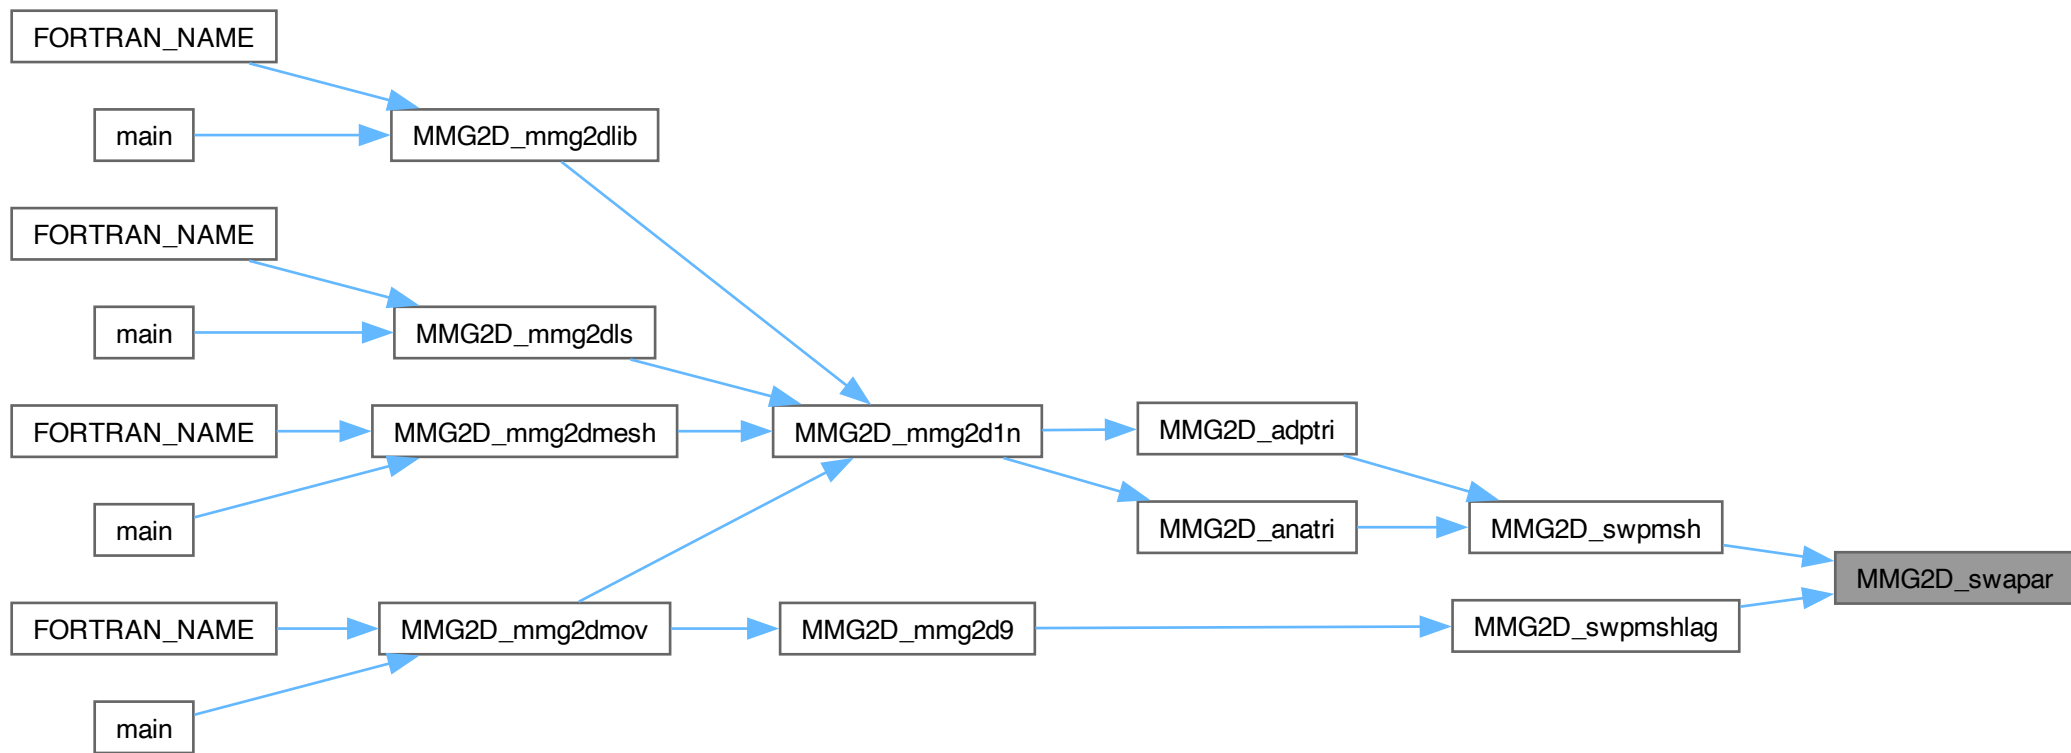 FORTRAN_NAME
main
MMG2D_mmg2dlib
FORTRAN_NAME
main
MMG2D_mmg2dls
FORTRAN_NAME
MMG2D_mmg2dmesh
MMG2D_mmg2d1n
MMG2D_adptri
main
MMG2D_anatri
MMG2D_swpmsh
MMG2D_swapar
FORTRAN_NAME
MMG2D_mmg2dmov
MMG2D_mmg2d9
MMG2D_swpmshlag
main